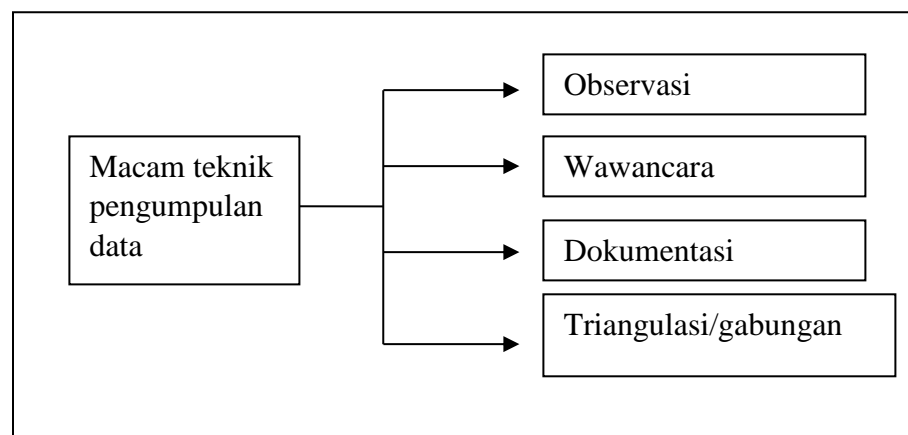 Observasi
Macam teknik
pengumpulan
data
Wawancara
Dokumentasi
Triangulasi/gabungan